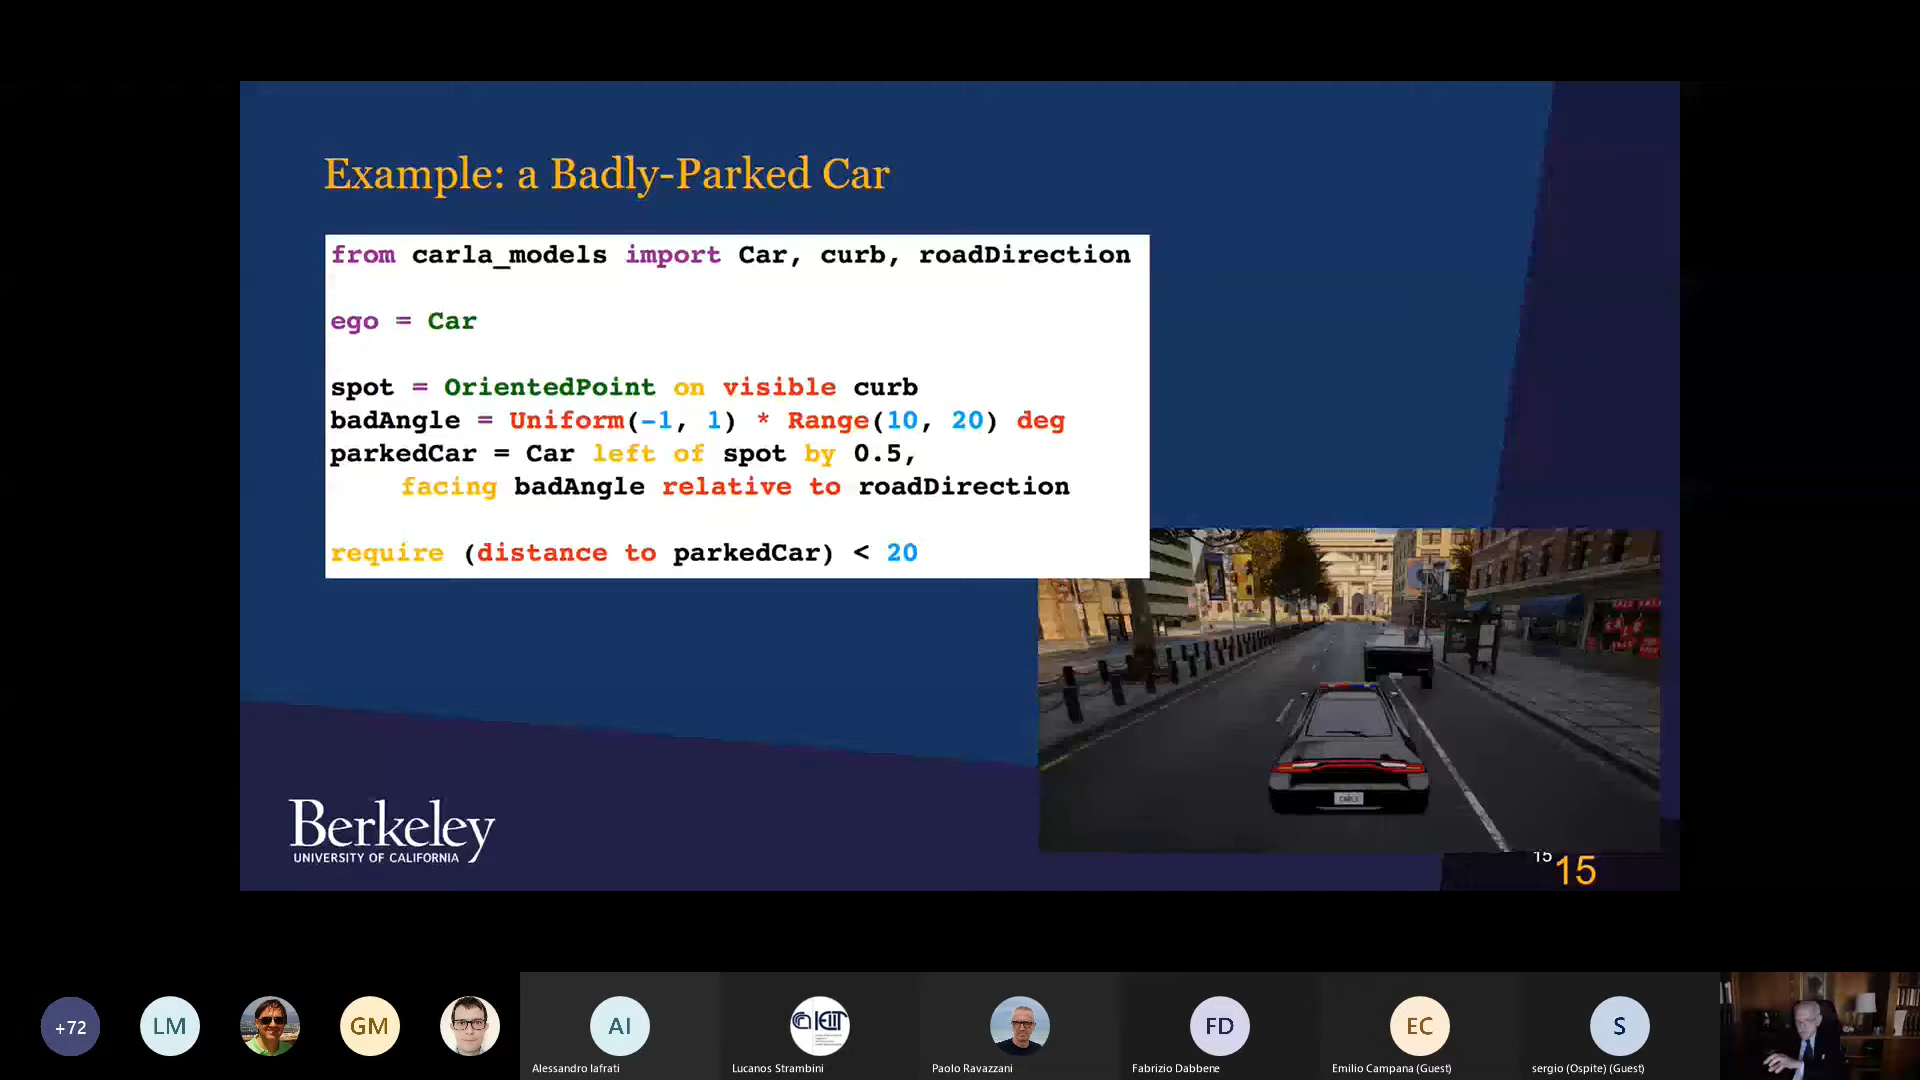 Example: a Badly-Parked Car
from carla_models import Car, curb, roadDirection
ego = Car
spot = OrientedPoint on visible curb
badAngle = Uniform(-1, 1) * Range(10, 20) deg
parkedCar = Car left of spot by 0.5,
facing badAngle relative to roadDirection
require (distance to parkedCar) < 20
Berkeley
UNIVERSITY OF CALIFORNIA
15
15
+72
LM
GM
AI
FD
EC
S
Alessandro Iafrati
Lucanos Strambini
Paolo Ravazzani
Fabrizio Dabbene
Emilio Campana (Guest)
sergio (Ospite) (Guest)